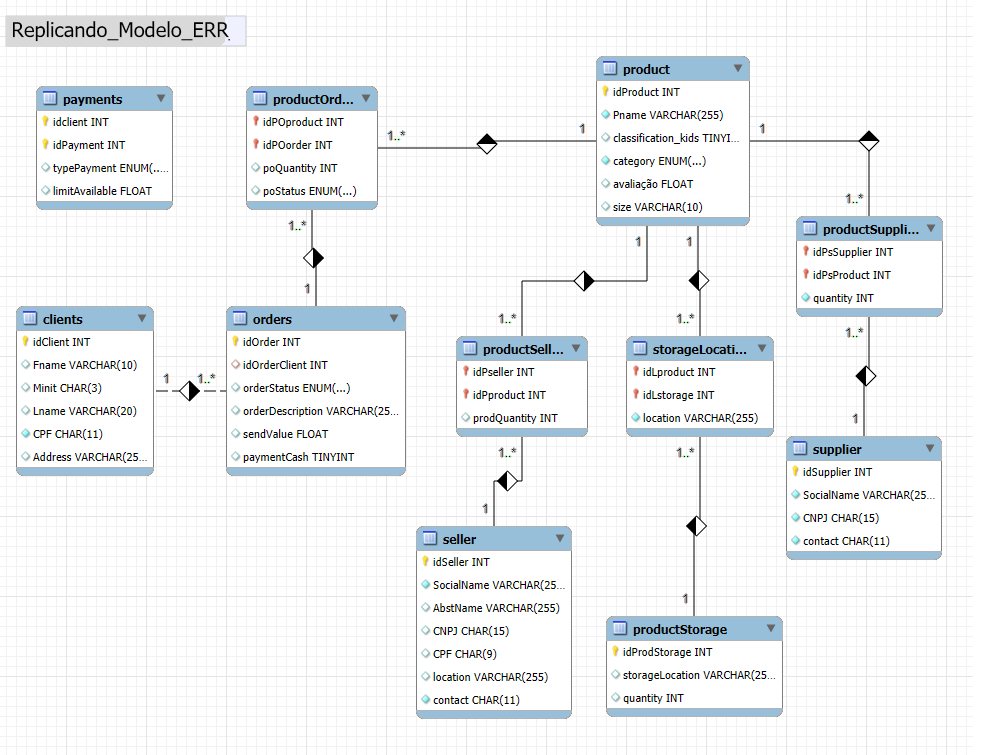 Replicando_Modelo_ERR
payments
idclient INT
idPayment INT
typePayment ENUM(....
limitAvailable FLOAT
productOrd...
idPOproduct INT
idPOorder INT
poQuantity INT
poStatus ENUM(...)
product
idProduct INT
Pname VARCHAR(255)
classification_kids TINYI...
category ENUM(...)
avaliação FLOAT
size VARCHAR(10)
1..*
1
1
1..*
1..*
1
1
1
productSuppli...
idPsSupplier INT
idPsProduct INT
quantity INT
1..*
1
clients
idClient INT
Fname VARCHAR(10)
Minit CHAR(3)
Lname VARCHAR(20)
CPF CHAR(11)
Address VARCHAR(25...
1
1..*
orders
idOrder INT
idOrderClient INT
orderStatus ENUM(...)
orderDescription VARCHAR(25...
sendValue FLOAT
paymentCash TINYINT
1..*
1..*
productSell...
idPseller INT
idPproduct INT
prodQuantity INT
storageLocati...
idLproduct INT
idLstorage INT
location VARCHAR(255)
1..*
1
1..*
1
supplier
idSupplier INT
SocialName VARCHAR(25...
CNPJ CHAR(15)
contact CHAR(11)
seller
idSeller INT
SocialName VARCHAR(25...
AbstName VARCHAR(255)
CNPJ CHAR(15)
CPF CHAR(9)
location VARCHAR(255)
contact CHAR(11)
productStorage
idProdStorage INT
storageLocation VARCHAR(25...
quantity INT